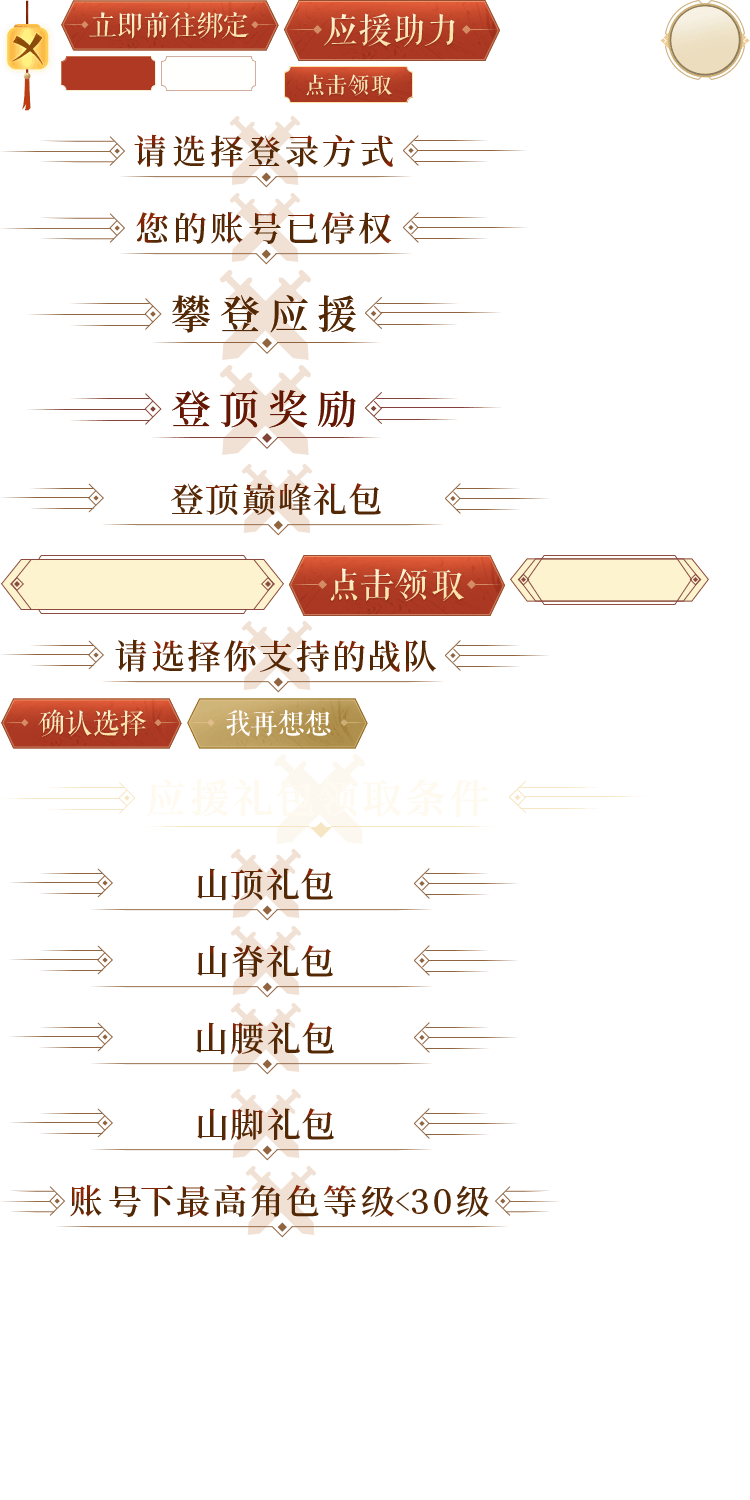 立即前往绑定
应援助力
点击领取
请选择登录方式
您的账号已停权
攀登应援
登顶奖励
登顶巅峰礼包
点击领取
请选择你支持的战队
确认选择
我再想想
应援礼包领取条件
山顶礼包
山脊礼包
山腰礼包
山脚礼包
账号下最高角色等级<30级